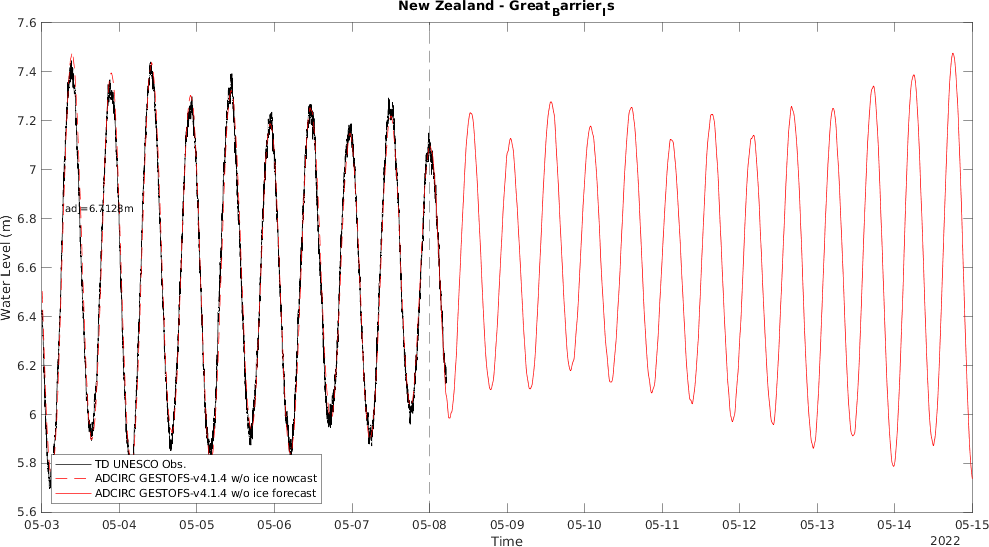 New Zealand - Great_Barrier_Is
7.6
7.4
7.2
7
6.8
6.6
6.4
6.2
6
5.8
5.6
Water Level (m)
'ad =6.7128m
TD UNESCO Obs.
ADCIRC GESTOFS-v4.1.4 w/o ice nowcast
ADCIRC GESTOFS-v4.1.4 w/o ice forecast
05-03 05-04 05-05 05-06 05-07 05-08 05-09 05-10 05-11 05-12 05-13 05-14 05-15
Time
2022